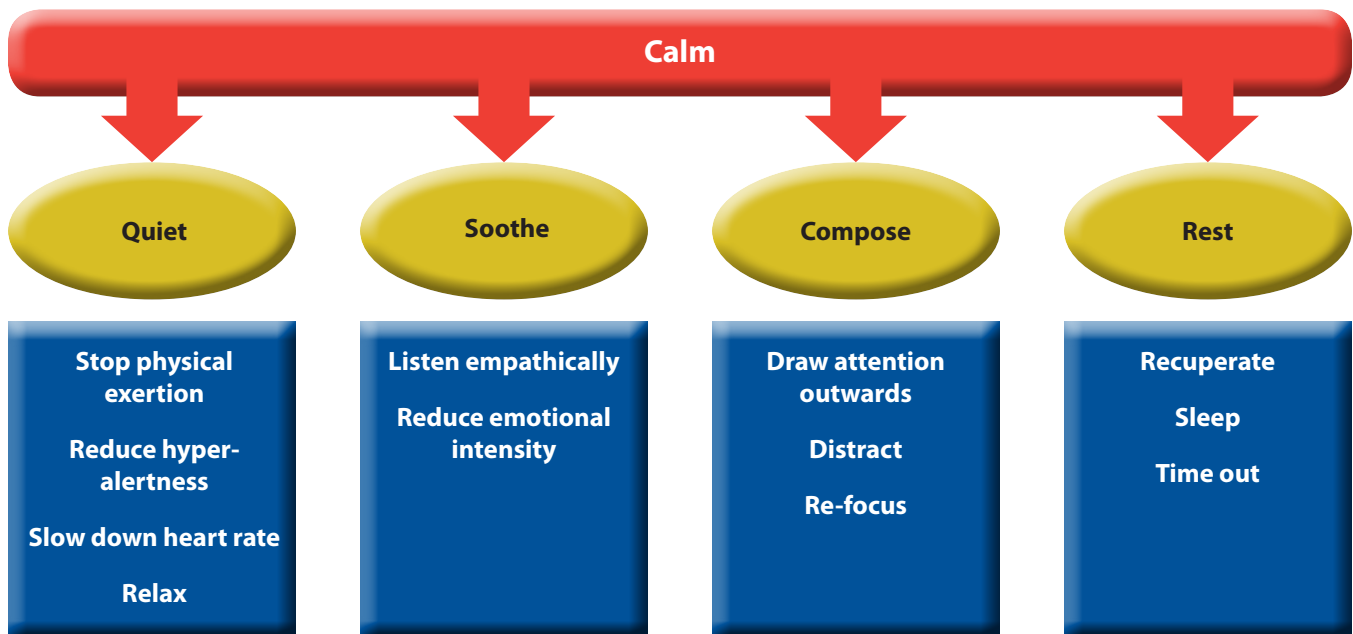 Calm
Quiet
Soothe
Compose
Rest
Stop physical
exertion
Reduce hyper-
alertness
Slow down heart rate
Relax
Listen empathically
Reduce emotional
intensity
Draw attention
outwards
Distract
Re-focus
Recuperate
Sleep
Time out